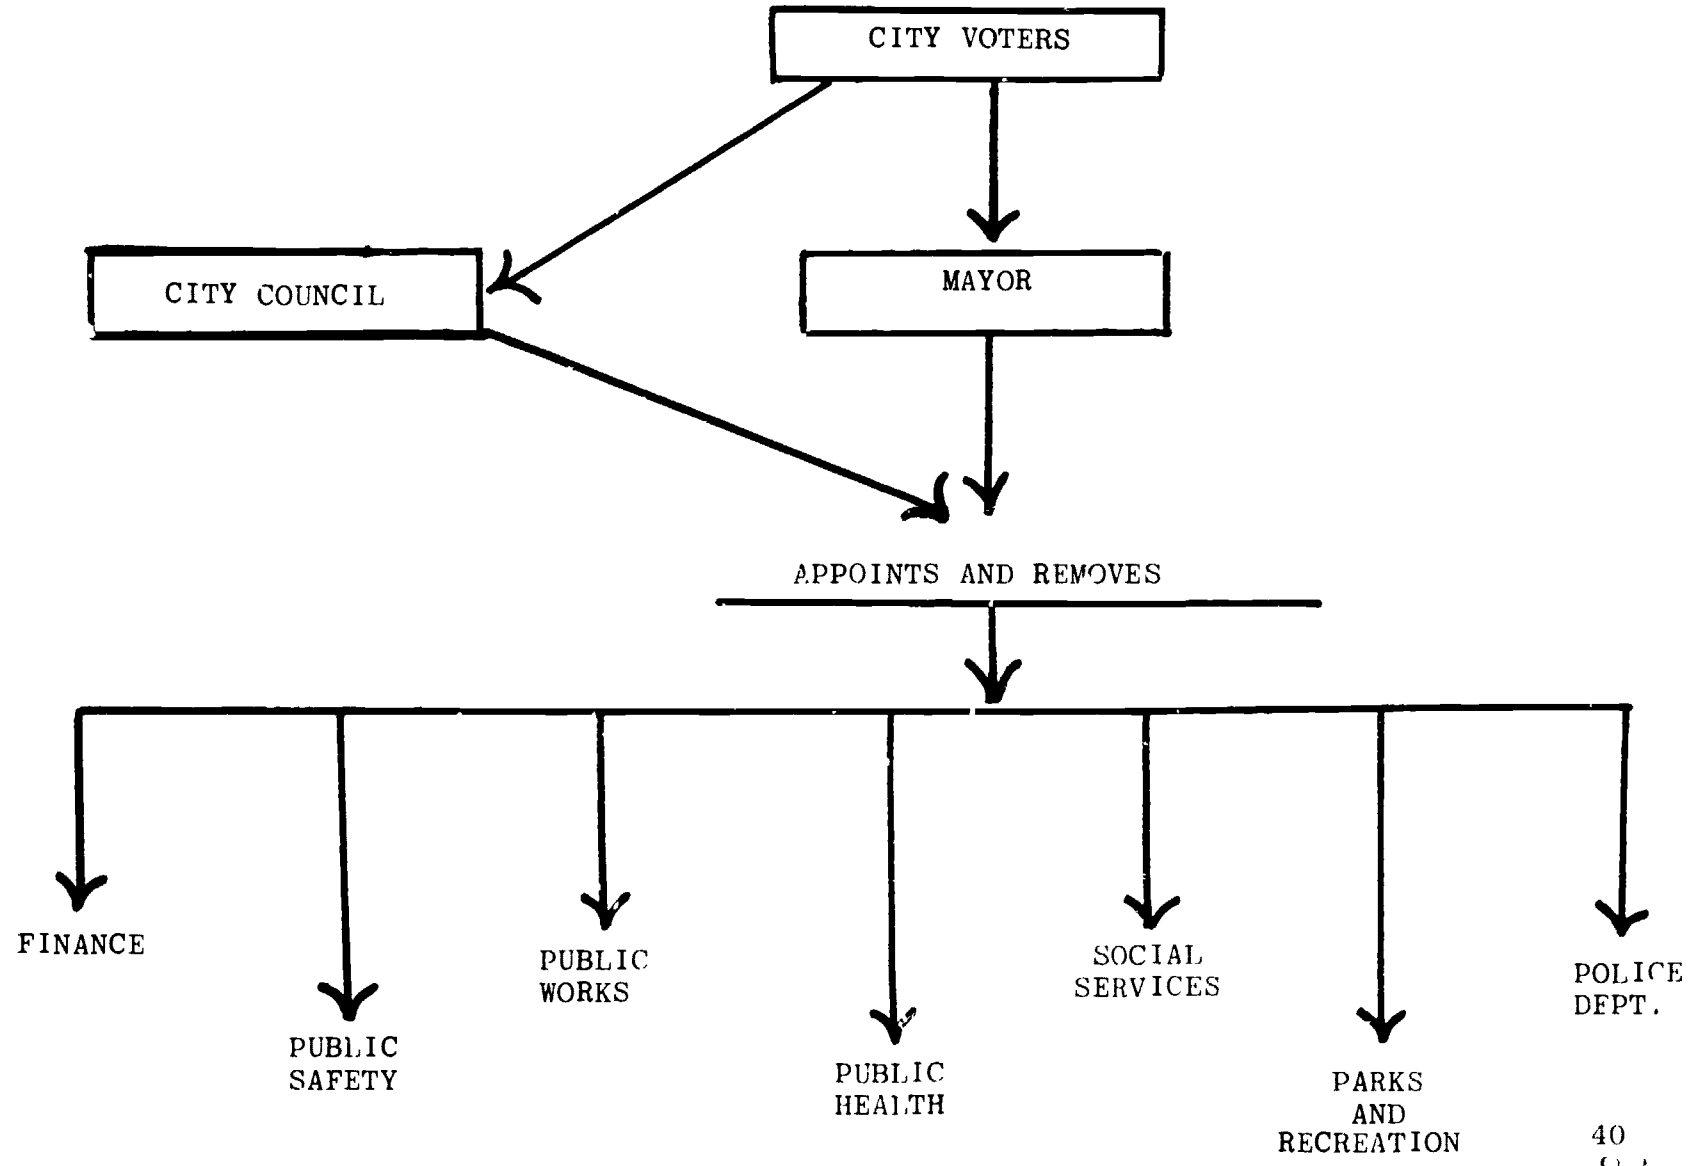 CITY VOTERS
CITY COUNCIL
MAYOR
APPOINTS AND REMOVES
FINANCE
PUBLIC
SAFETY
PUBLIC
WORKS
PUBLIC
HEALTH
SOCIAL
SERVICES
PARKS
AND
RECREATION
POLICE
DEPT.
40